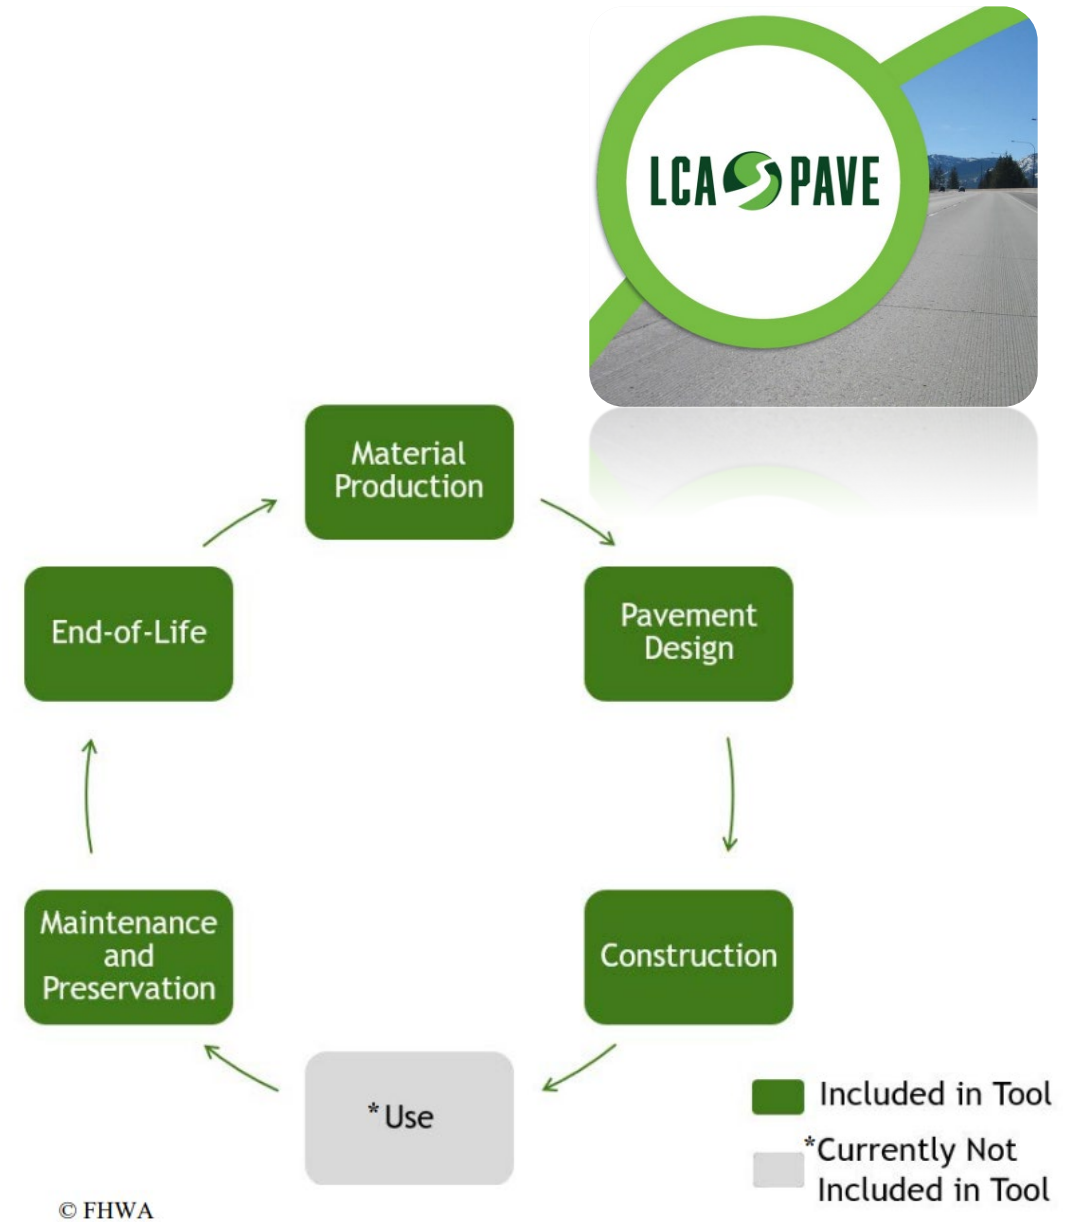 LCA PAVE
Material
Production
Pavement
Design
Construction
*Use
Maintenance
and
Preservation
End-of-Life
Included in Tool
*Currently Not
Included in Tool
© FHWA